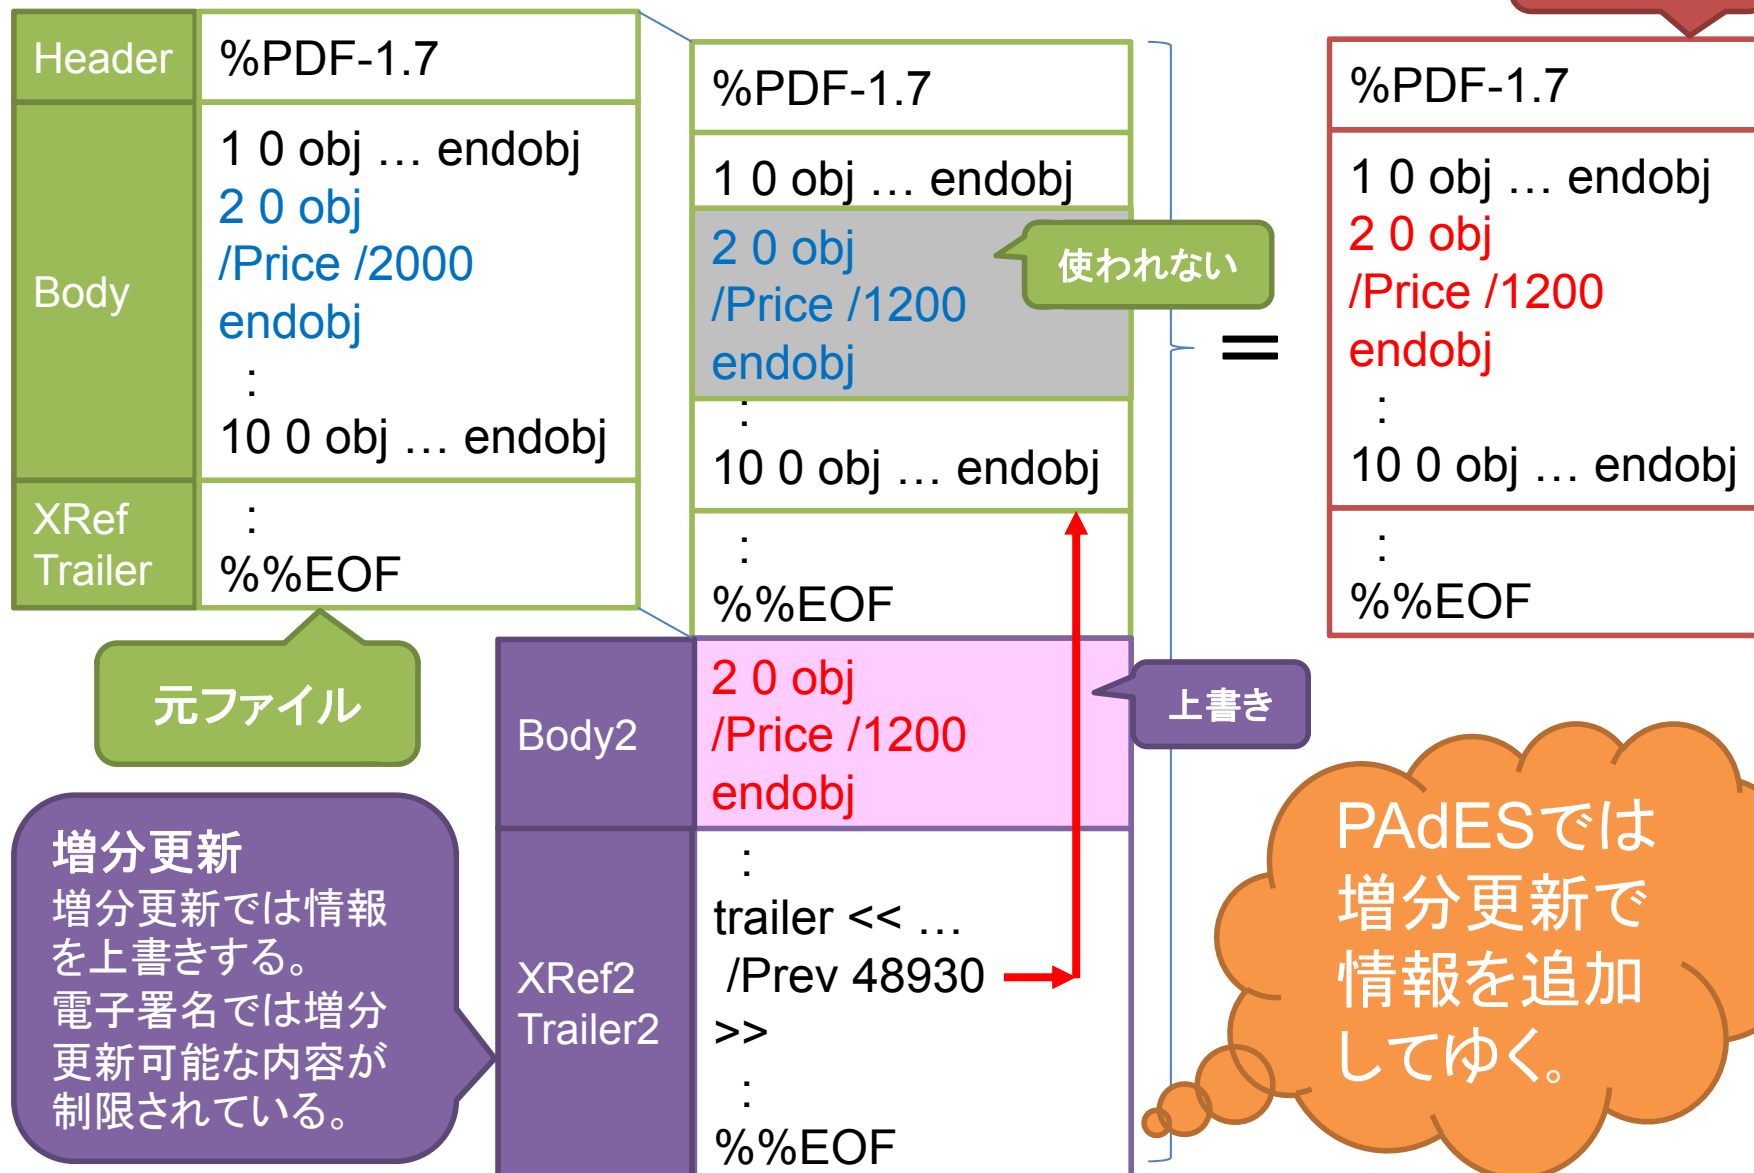 Header
%PDF-1.7
Body
1 0 obj … endobj
2 0 obj
/Price /2000
endobj
:
10 0 obj … endobj
XRef
Trailer
:
%%EOF
元ファイル
増分更新
増分更新では情報
を上書きする。
電子署名では増分
更新可能な内容が
制限されている。
%PDF-1.7
1 0 obj … endobj
2 0 obj
/Price /1200
endobj
使われない
:
10 0 obj … endobj
:
%%EOF
Body2
2 0 obj
/Price /1200
endobj
上書き
XRef2
Trailer2
:
trailer << …
/Prev 48930
>>
:
%%EOF
=
%PDF-1.7
1 0 obj … endobj
2 0 obj
/Price /1200
endobj
:
10 0 obj … endobj
:
%%EOF
PAdESでは
増分更新で
情報を追加
してゆく。